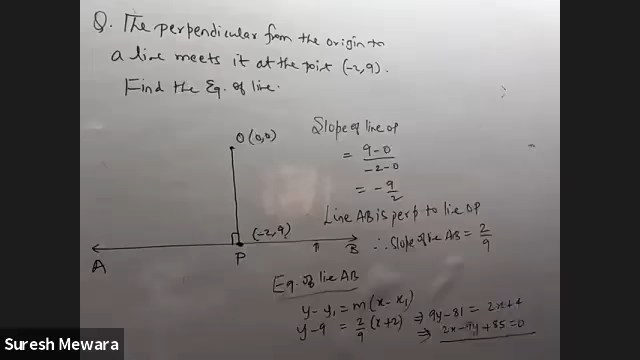 Q. The perpendicular from the origin to
a line meets it at the point (-2,9).
Find the Eq. of line.
O(0,0)
Slope of line OP
= 9-0/-2-0
= -9/2
Line AB is perp to line OP
∴ Slope of line AB = 2/9
(-2,9)
A
P
B
Eq. of line AB
y-y₁ = m(x-x₁)
y-9 = 2/9 (x+2) ⇒ 9y-81 = 2x+4
⇒ 2x-9y+85=0
Suresh Mewara